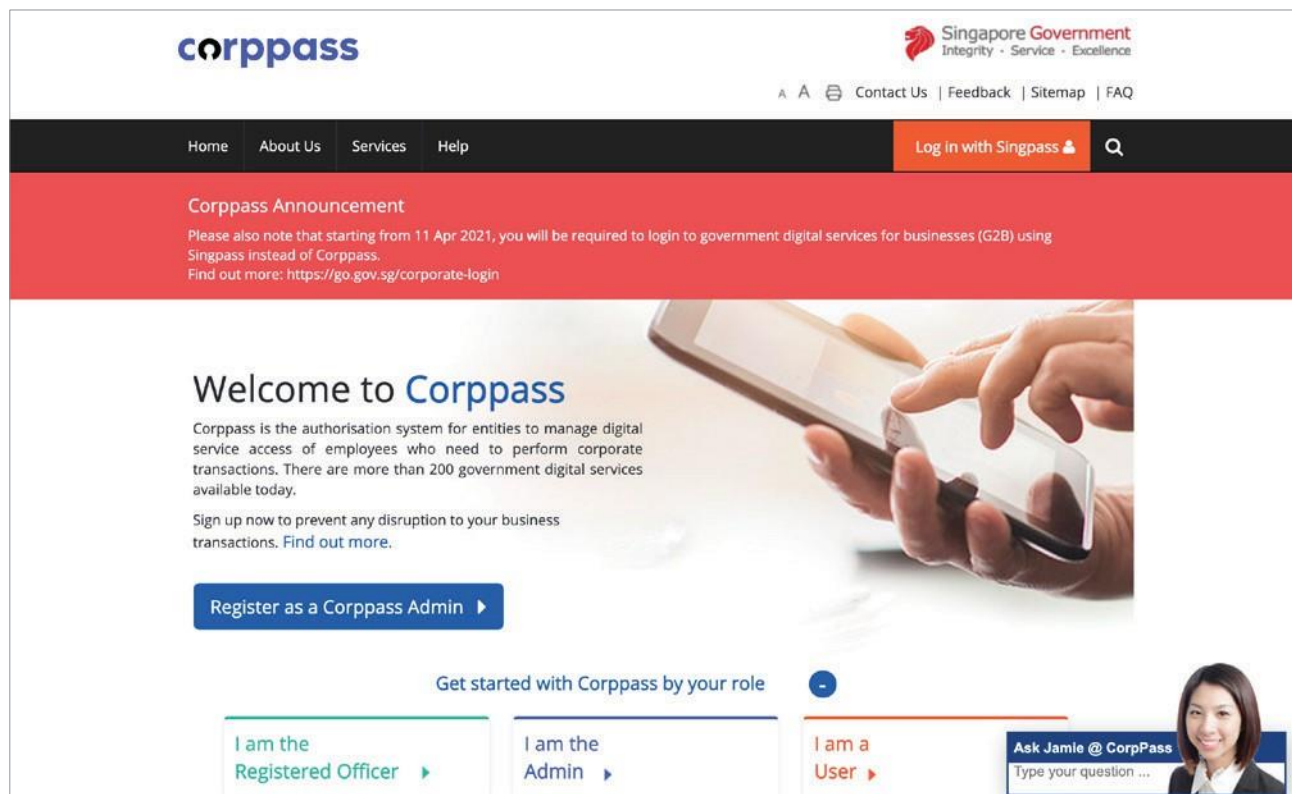 corppass
Singapore Government
Integrity · Service · Excellence
A A Contact Us | Feedback | Sitemap | FAQ
Home About Us Services Help Log in with Singpass
Corppass Announcement
Please also note that starting from 11 Apr 2021, you will be required to login to government digital services for businesses (G2B) using
Singpass instead of Corppass.
Find out more: https://go.gov.sg/corporate-login
Welcome to Corppass
Corppass is the authorisation system for entities to manage digital
service access of employees who need to perform corporate
transactions. There are more than 200 government digital services
available today.
Sign up now to prevent any disruption to your business
transactions. Find out more.
Register as a Corppass Admin
Get started with Corppass by your role -
I am the
Registered Officer
I am the
Admin
I am a
User
Ask Jamie @ CorpPass
Type your question ...